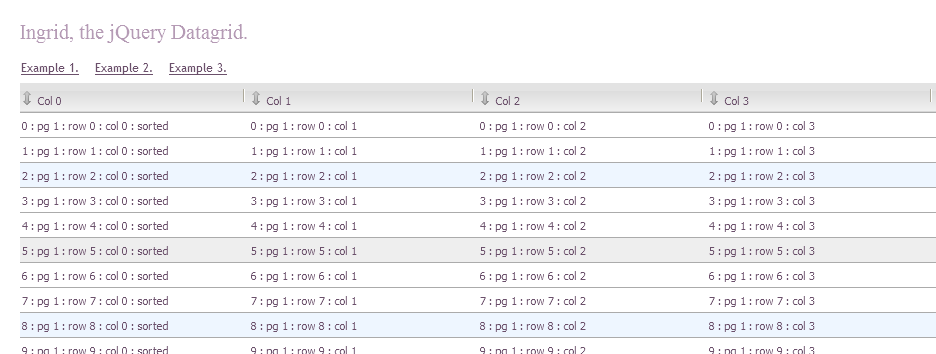 Ingrid, the jQuery Datagrid.
Example 1. Example 2. Example 3.
Col 0 Col 1 Col 2 Col 3
0 : pg 1 : row 0 : col 0 : sorted 0 : pg 1 : row 0 : col 1 0 : pg 1 : row 0 : col 2 0 : pg 1 : row 0 : col 3
1 : pg 1 : row 1 : col 0 : sorted 1 : pg 1 : row 1 : col 1 1 : pg 1 : row 1 : col 2 1 : pg 1 : row 1 : col 3
2 : pg 1 : row 2 : col 0 : sorted 2 : pg 1 : row 2 : col 1 2 : pg 1 : row 2 : col 2 2 : pg 1 : row 2 : col 3
3 : pg 1 : row 3 : col 0 : sorted 3 : pg 1 : row 3 : col 1 3 : pg 1 : row 3 : col 2 3 : pg 1 : row 3 : col 3
4 : pg 1 : row 4 : col 0 : sorted 4 : pg 1 : row 4 : col 1 4 : pg 1 : row 4 : col 2 4 : pg 1 : row 4 : col 3
5 : pg 1 : row 5 : col 0 : sorted 5 : pg 1 : row 5 : col 1 5 : pg 1 : row 5 : col 2 5 : pg 1 : row 5 : col 3
6 : pg 1 : row 6 : col 0 : sorted 6 : pg 1 : row 6 : col 1 6 : pg 1 : row 6 : col 2 6 : pg 1 : row 6 : col 3
7 : pg 1 : row 7 : col 0 : sorted 7 : pg 1 : row 7 : col 1 7 : pg 1 : row 7 : col 2 7 : pg 1 : row 7 : col 3
8 : pg 1 : row 8 : col 0 : sorted 8 : pg 1 : row 8 : col 1 8 : pg 1 : row 8 : col 2 8 : pg 1 : row 8 : col 3
9 : pg 1 : row 9 : col 0 : sorted 9 : pg 1 : row 9 : col 1 9 : pg 1 : row 9 : col 2 9 : pg 1 : row 9 : col 3